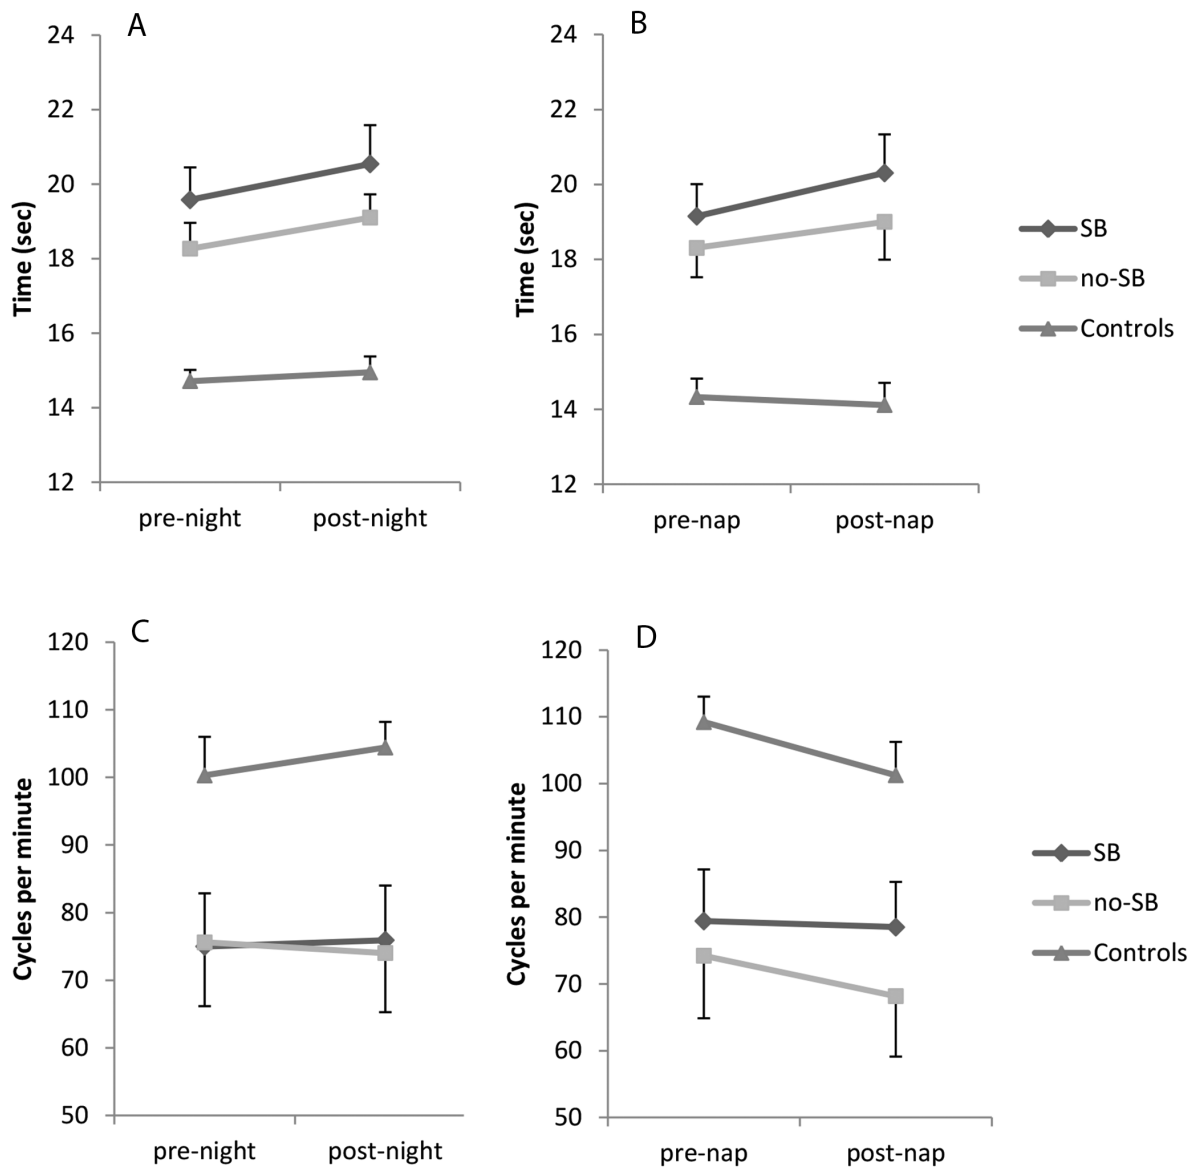 A
24
22
20
18
16
14
12
Time (sec)
pre-night post-night
B
24
22
20
18
16
14
12
Time (sec)
pre-nap post-nap
SB
no-SB
Controls
C
120
110
100
90
80
70
60
50
Cycles per minute
pre-night post-night
D
120
110
100
90
80
70
60
50
Cycles per minute
pre-nap post-nap
SB
no-SB
Controls